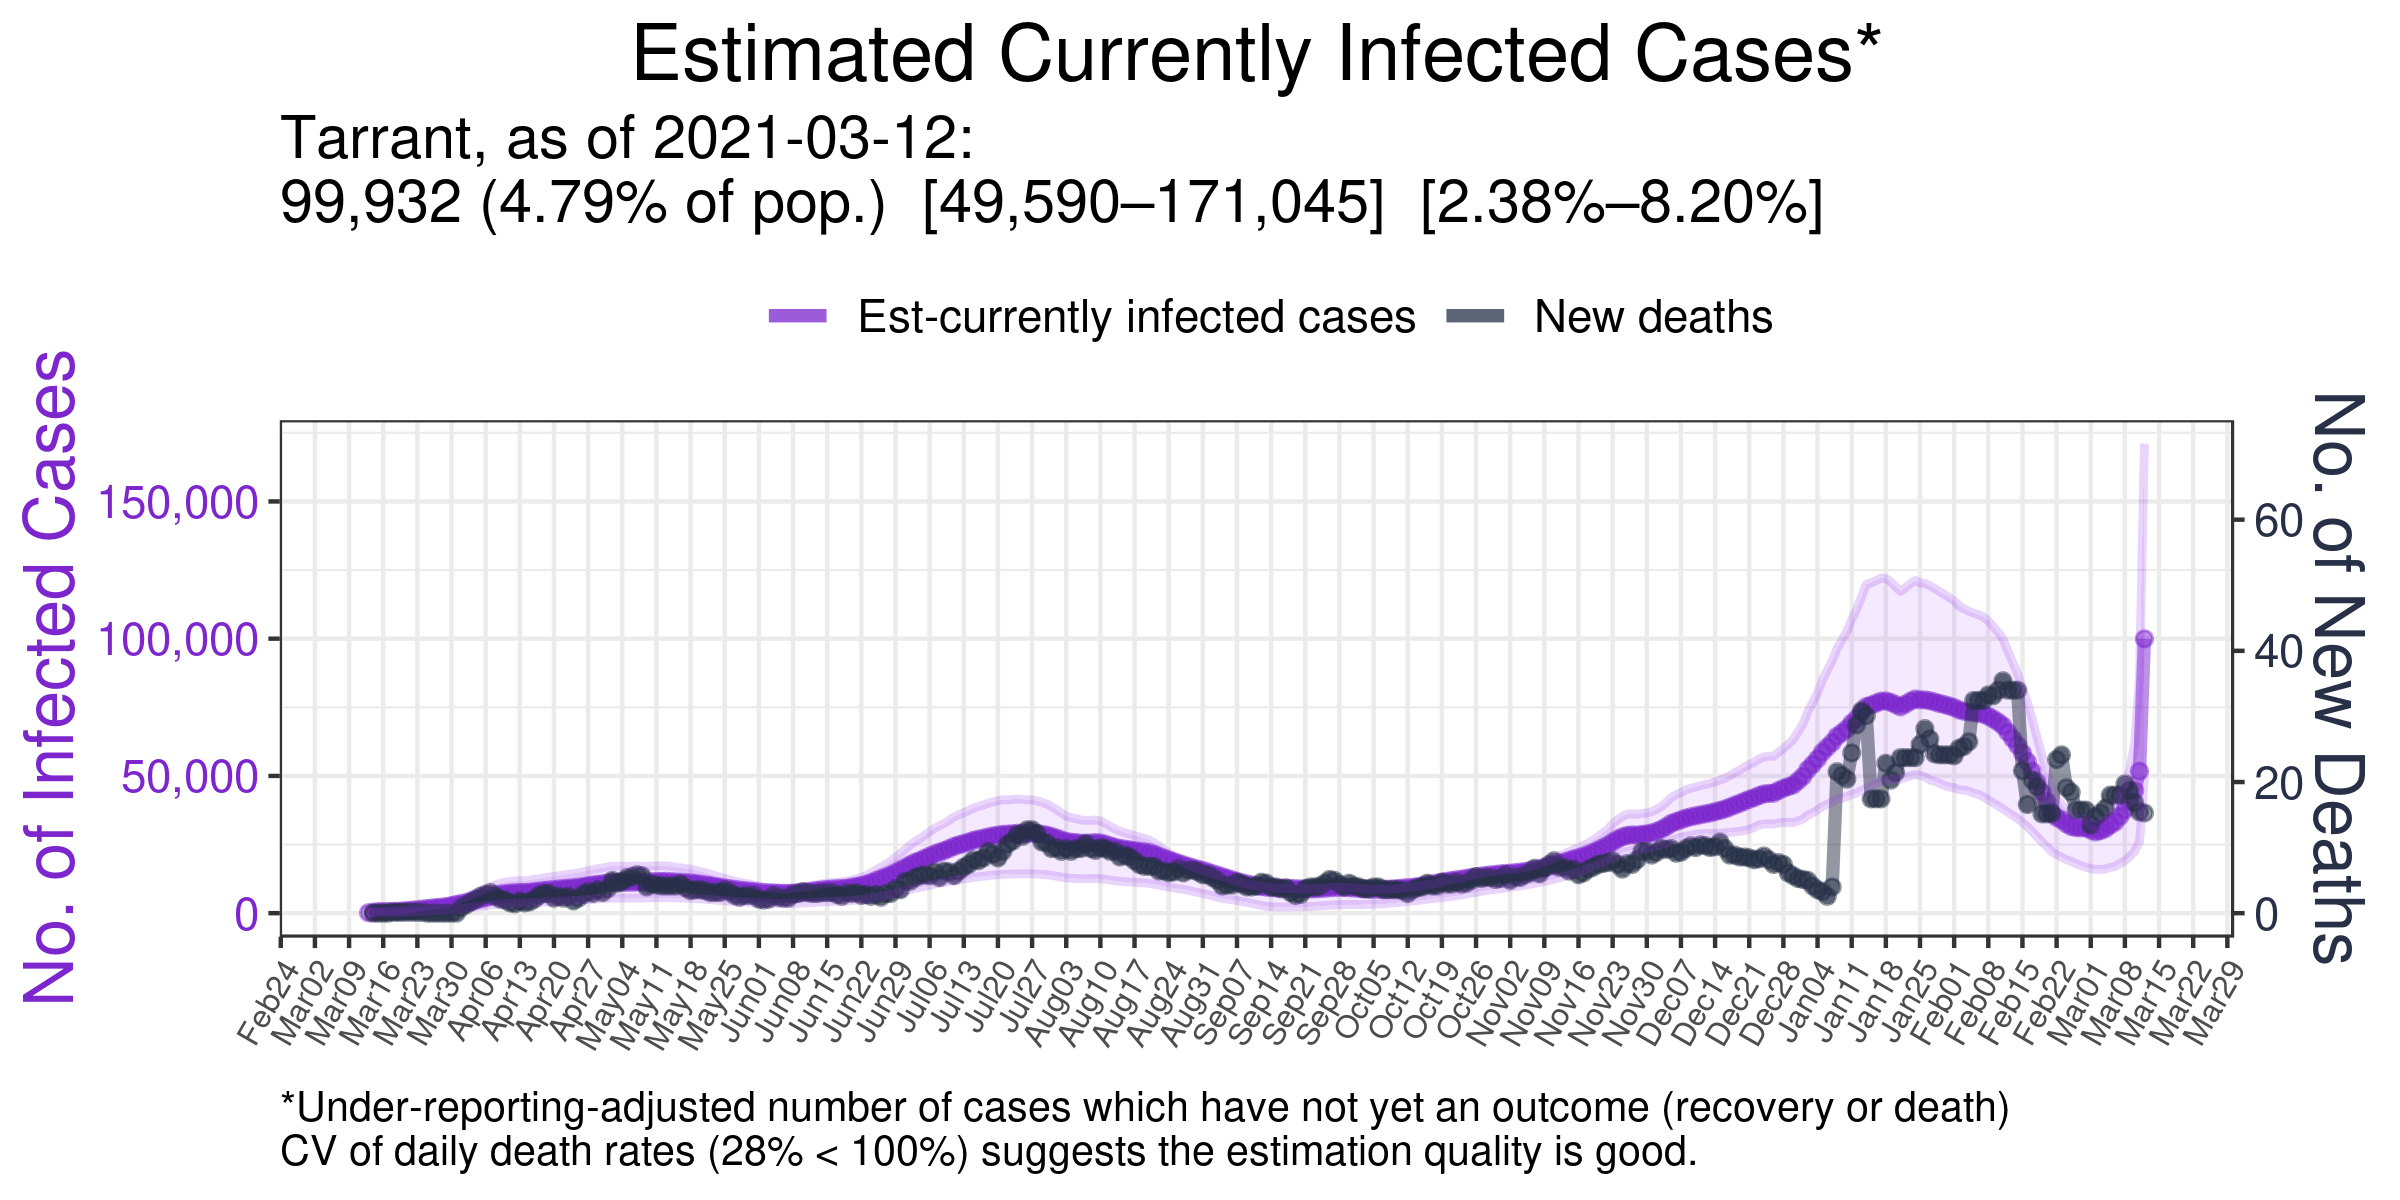 Estimated Currently Infected Cases*
Tarrant, as of 2021-03-12:
99,932 (4.79% of pop.) [49,590–171,045] [2.38%–8.20%]
Est-currently infected cases
New deaths
No. of Infected Cases
150,000
100,000
50,000
0
60
40
20
0
No. of New Deaths
Feb24
Mar02
Mar09
Mar16
Mar23
Mar30
Apr06
Apr13
Apr20
Apr27
May04
May11
May18
May25
Jun01
Jun08
Jun15
Jun22
Jun29
Jul06
Jul13
Jul20
Jul27
Aug03
Aug10
Aug17
Aug24
Aug31
Sep07
Sep14
Sep21
Sep28
Oct05
Oct12
Oct19
Oct26
Nov02
Nov09
Nov16
Nov23
Nov30
Dec07
Dec14
Dec21
Dec28
Jan04
Jan11
Jan18
Jan25
Feb01
Feb08
Feb15
Feb22
Mar01
Mar08
Mar15
Mar22
Mar29
*Under-reporting-adjusted number of cases which have not yet an outcome (recovery or death)
CV of daily death rates (28% < 100%) suggests the estimation quality is good.